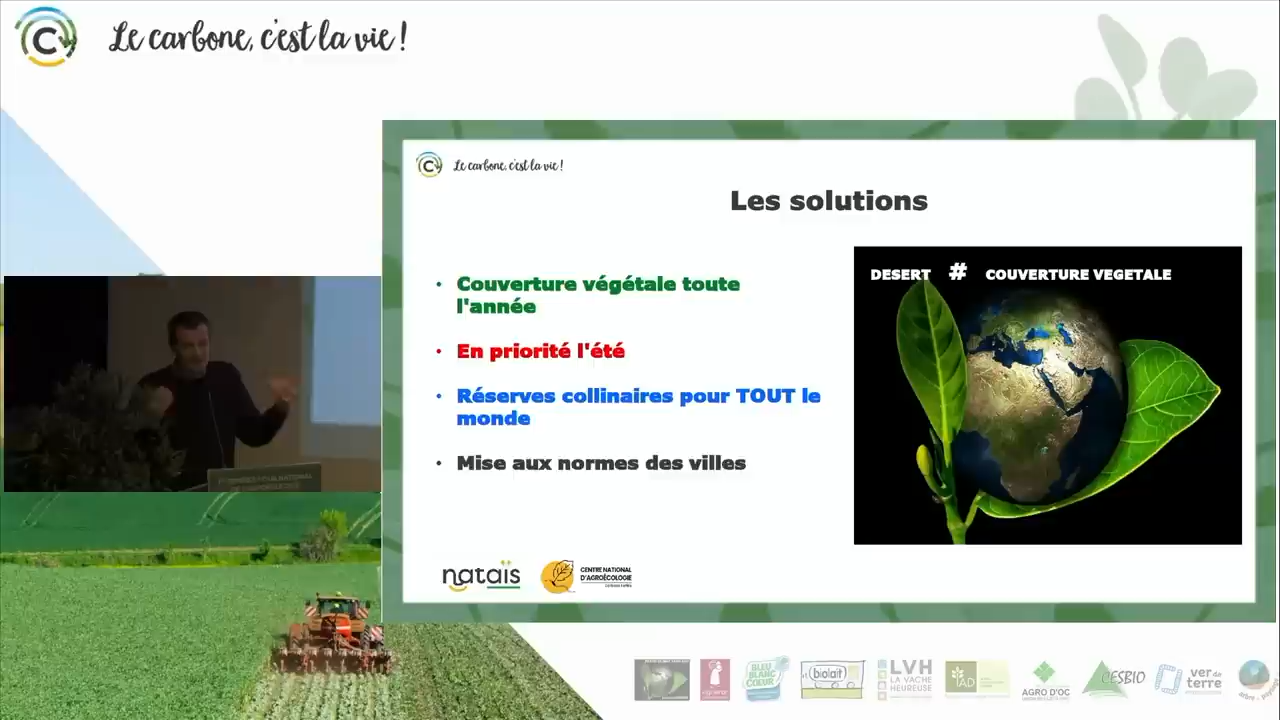 Le carbone, c'est la vie !
Le carbone, c'est la vie !
Les solutions
• Couverture végétale toute
l'année
• En priorité l'été
• Réserves collinaires pour TOUT le
monde
• Mise aux normes des villes
DESERT # COUVERTURE VEGETALE
nataïs
CENTRE NATIONAL
D'AGROÉCOLOGIE
BLEU
BLANC
COEUR
biolait
LVH
LA VACHE
HEUREUSE
AGRO D'OC
CESBIO
ver de
terre